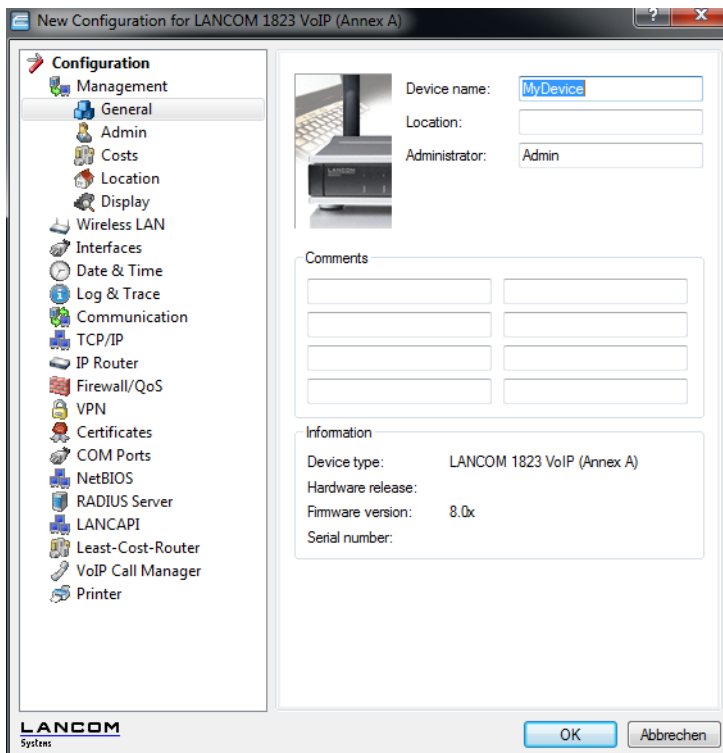 New Configuration for LANCOM 1823 VoIP (Annex A)
?
Configuration
Management
General
Admin
Costs
Location
Display
Wireless LAN
Interfaces
Date & Time
Log & Trace
Communication
TCP/IP
IP Router
Firewall/QoS
VPN
Certificates
COM Ports
NetBIOS
RADIUS Server
LANCAPI
Least-Cost-Router
VoIP Call Manager
Printer
LANCOM
Systems
LANCOM
Device name: MyDevice
Location:
Administrator: Admin
Comments
Information
Device type: LANCOM 1823 VoIP (Annex A)
Hardware release:
Firmware version: 8.0x
Serial number:
OK Abbrechen